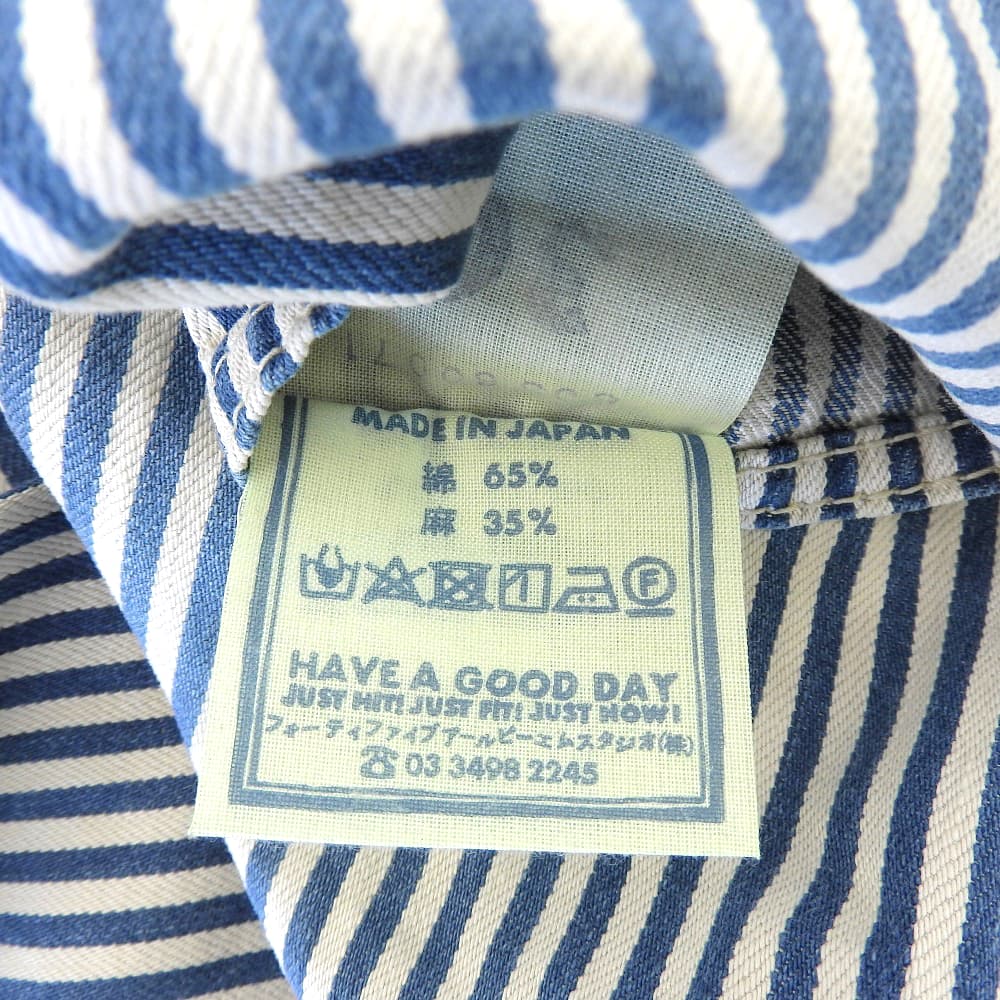 MADE IN JAPAN
綿 65%
麻 35%
F
HAVE A GOOD DAY
JUST HIT! JUST FIT! JUST NOW!
フォーティファイブアールピーエムスタジオ(株)
☎ 03 3498 2245